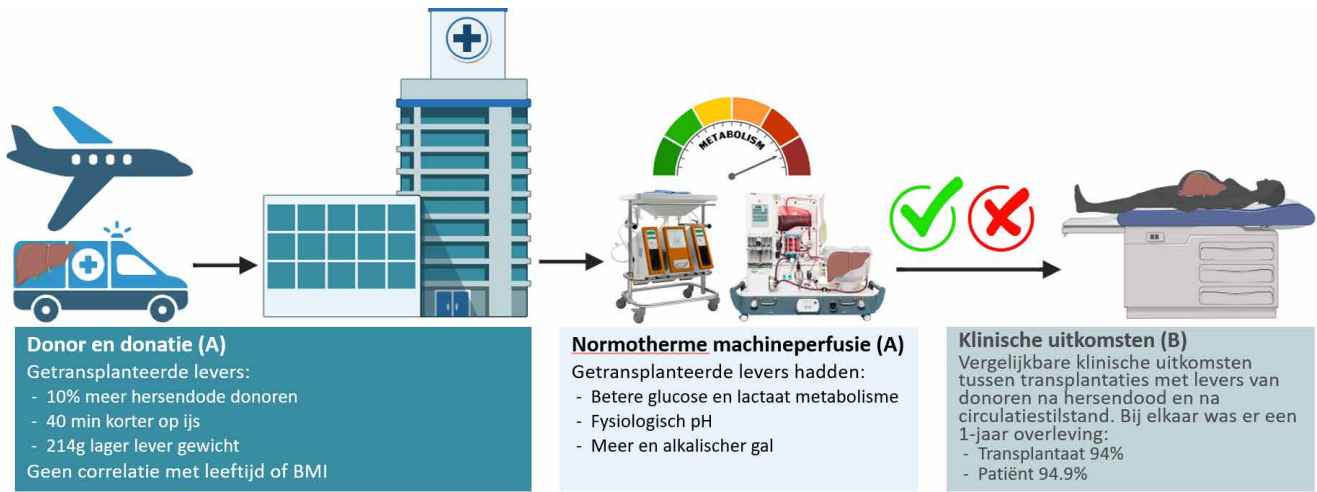 METABOLISM
Donor en donatie (A)
Getransplanteerde levers:
- 10% meer hersendode donoren
- 40 min korter op ijs
- 214g lager lever gewicht
Geen correlatie met leeftijd of BMI
Normotherme machineperfusie (A)
Getransplanteerde levers hadden:
- Betere glucose en lactaat metabolisme
- Fysiologisch pH
- Meer en alkalischer gal
Klinische uitkomsten (B)
Vergelijkbare klinische uitkomsten
tussen transplantaties met levers van
donoren na hersendood en na
circulatiestilstand. Bij elkaar was er een
1-jaar overleving:
- Transplantaat 94%
- Patiënt 94.9%